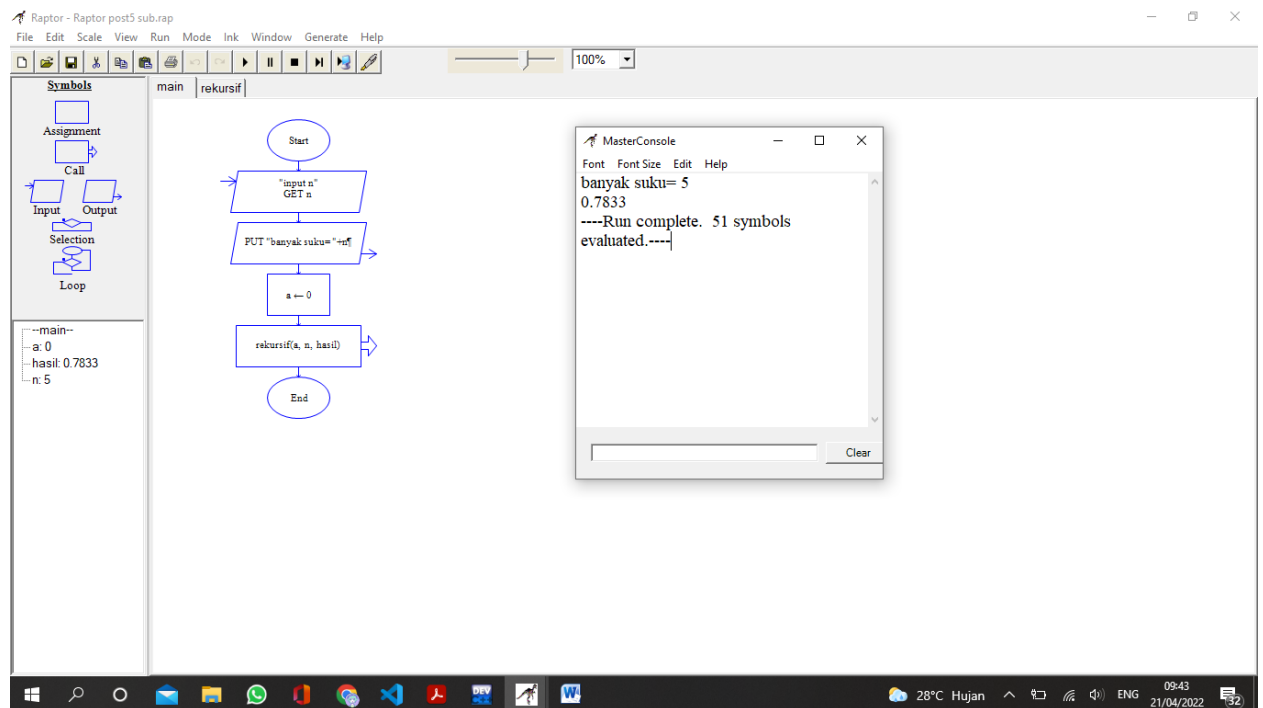 Raptor - Raptor post5 sub.rap
File Edit Scale View Run Mode Ink Window Generate Help
100%
Symbols
Assignment
Call
Input Output
Selection
Loop
--main--
a: 0
hasil: 0.7833
n: 5
main rekursif
Start
"input n"
GET n
PUT "banyak suku= "+n¶
a ← 0
rekursif(a, n, hasil)
End
MasterConsole
Font Font Size Edit Help
banyak suku= 5
0.7833
----Run complete. 51 symbols
evaluated.----
Clear
DEV
W
28°C Hujan
ENG
09:43
21/04/2022
32